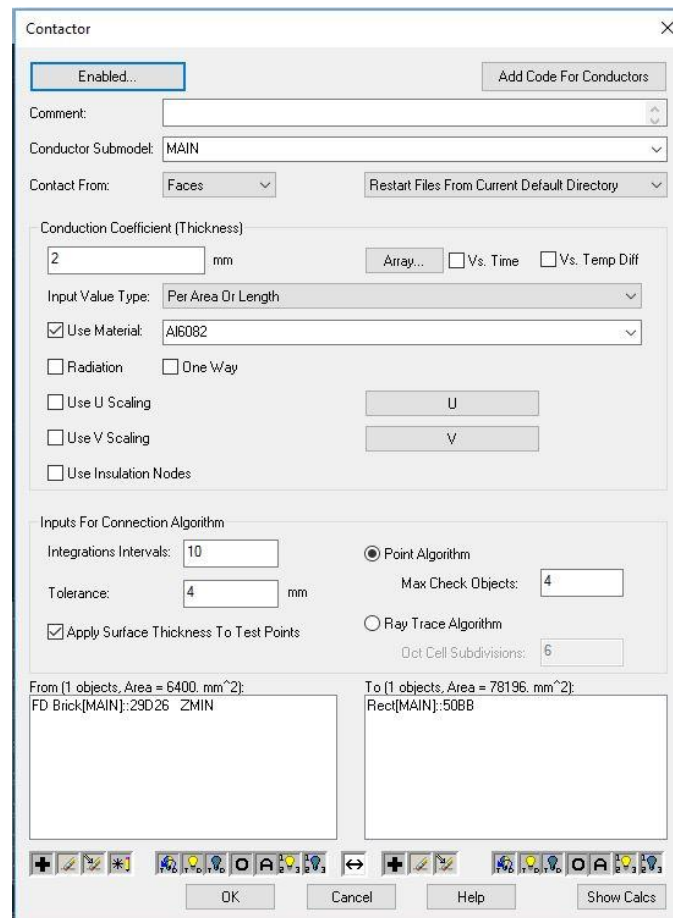 Contactor
Enabled...
Add Code For Conductors
Comment:
Conductor Submodel: MAIN
Contact From: Faces
Restart Files From Current Default Directory
Conduction Coefficient (Thickness)
2 mm Array... Vs. Time Vs. Temp Diff
Input Value Type: Per Area Or Length
Use Material: Al6082
Radiation One Way
Use U Scaling U
Use V Scaling V
Use Insulation Nodes
Inputs For Connection Algorithm
Integrations Intervals: 10
Point Algorithm
Max Check Objects: 4
Tolerance: 4 mm
Apply Surface Thickness To Test Points
Ray Trace Algorithm
Oct Cell Subdivisions: 6
From (1 objects, Area = 6400. mm^2):
FD Brick[MAIN]::29D26 ZMIN
To (1 objects, Area = 78196. mm^2):
Rect[MAIN]::50BB
OK Cancel Help Show Calcs